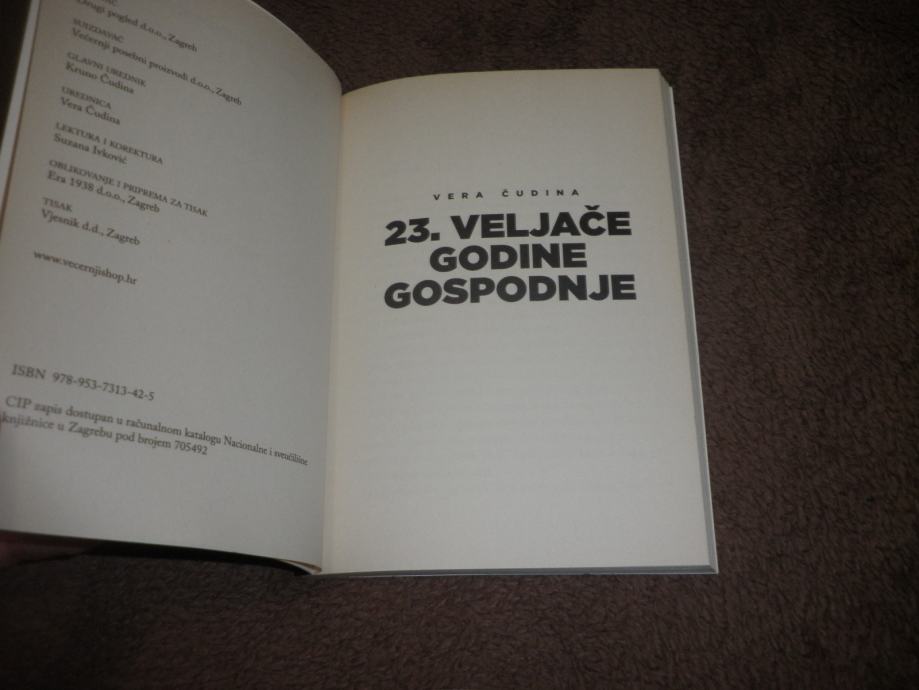 Drugi pogled d.o.o., Zagreb
SUIZDAVAČ
Večernji posebni proizvodi d.o.o., Zagreb
GLAVNI UREDNIK
Kruno Čudina
UREDNICA
Vera Čudina
LEKTURA I KOREKTURA
Suzana Ivković
OBLIKOVANJE I PRIPREMA ZA TISAK
Era 1938 d.o.o., Zagreb
TISAK
Vjesnik d.d., Zagreb
www.vecernjishop.hr
ISBN 978-953-7313-42-5
CIP zapis dostupan u računalnom katalogu Nacionalne i sveučilišne
knjižnice u Zagrebu pod brojem 705492
VERA ČUDINA
23. VELJAČE
GODINE
GOSPODNJE